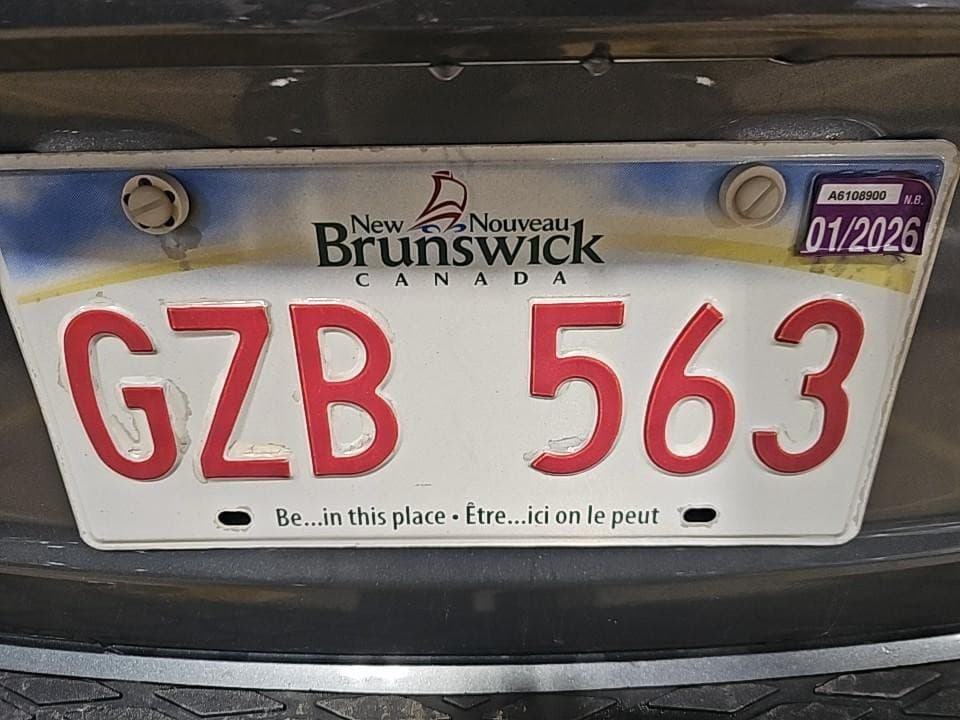 A6108900 N.B.
01/2026
New Nouveau
Brunswick
CANADA
GZB 563
Be...in this place • Être...ici on le peut